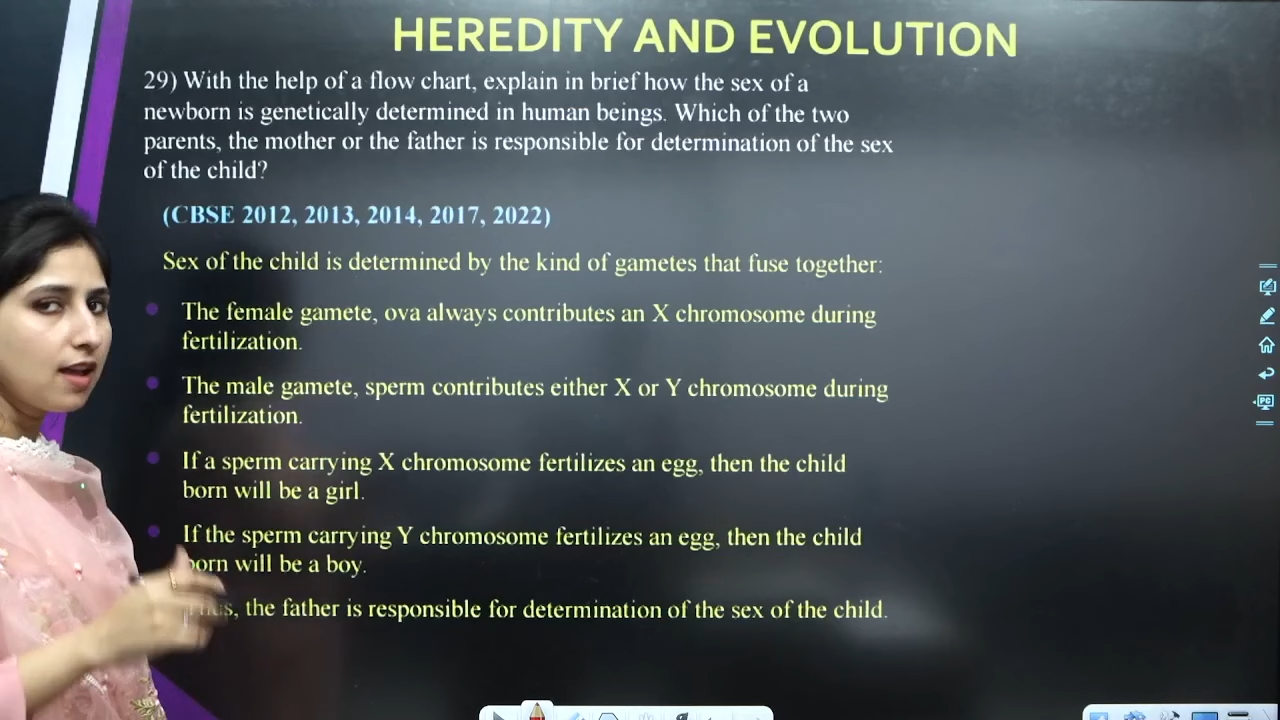 HEREDITY AND EVOLUTION
29) With the help of a flow chart, explain in brief how the sex of a
newborn is genetically determined in human beings. Which of the two
parents, the mother or the father is responsible for determination of the sex
of the child?
(CBSE 2012, 2013, 2014, 2017, 2022)
Sex of the child is determined by the kind of gametes that fuse together:
The female gamete, ova always contributes an X chromosome during
fertilization.
The male gamete, sperm contributes either X or Y chromosome during
fertilization.
If a sperm carrying X chromosome fertilizes an egg, then the child
born will be a girl.
If the sperm carrying Y chromosome fertilizes an egg, then the child
born will be a boy.
Thus, the father is responsible for determination of the sex of the child.
PC